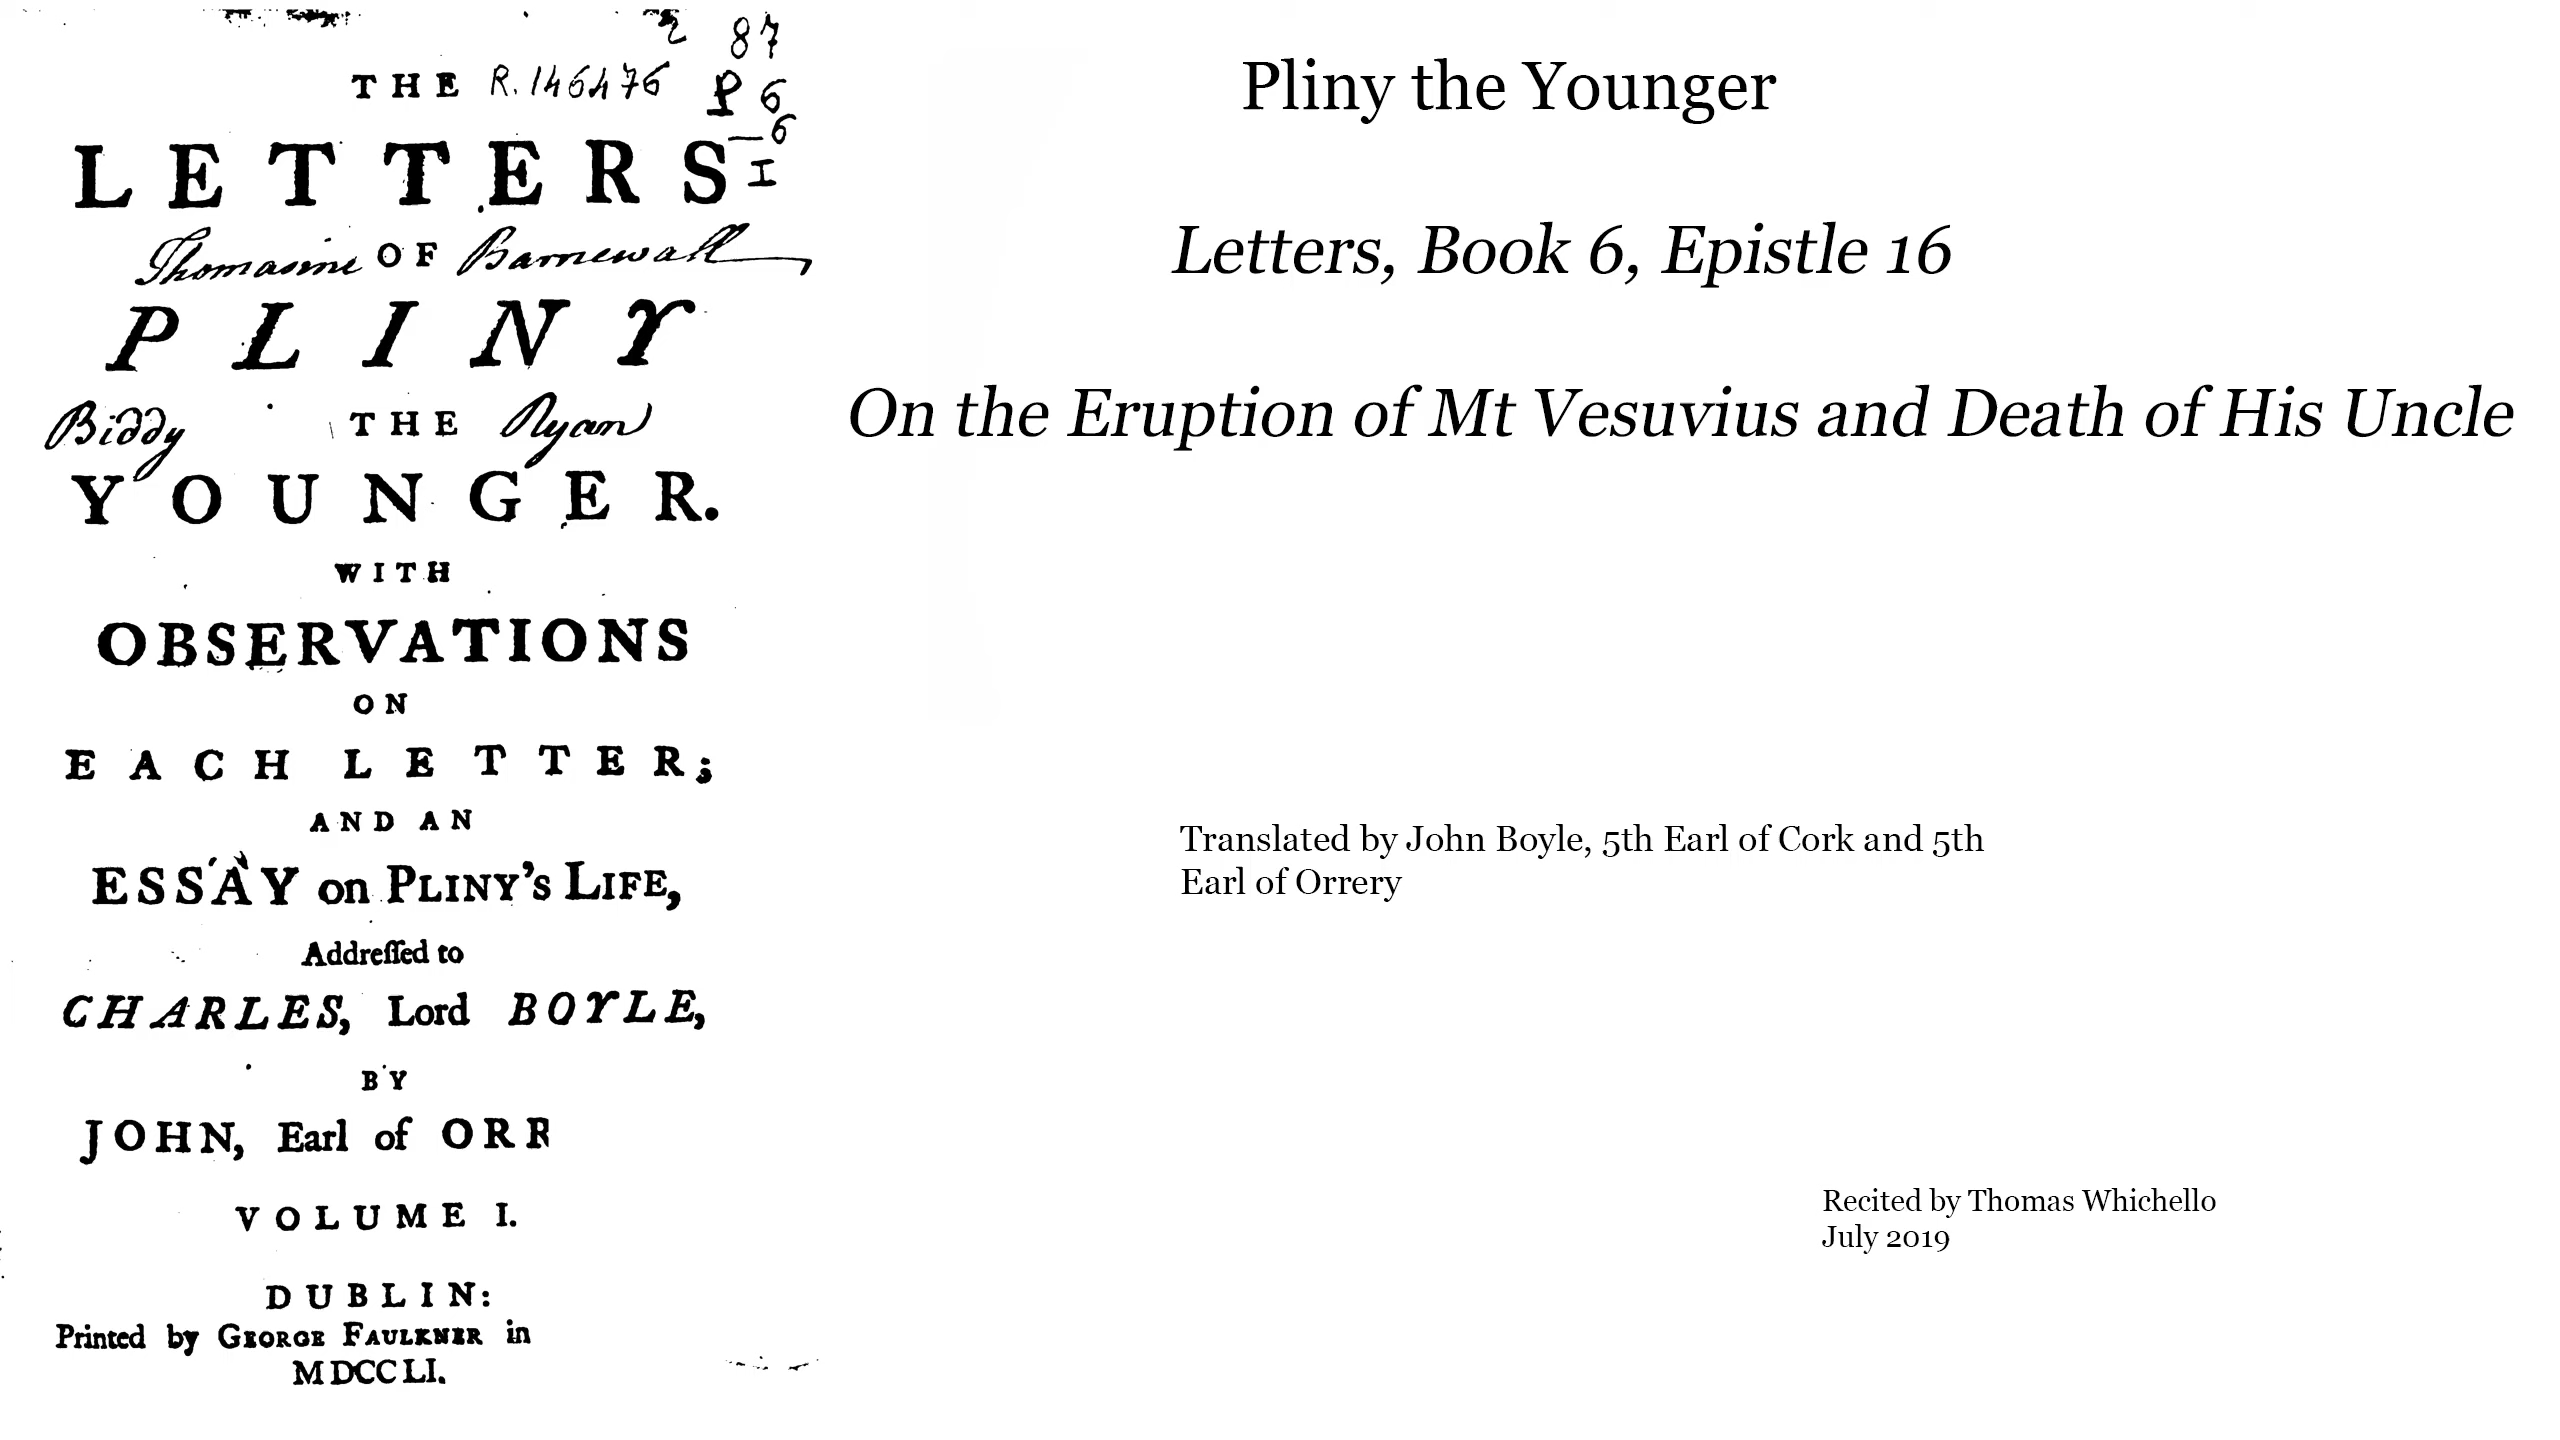 2 87
THE R.146476 P 6
—6
LETTERS I
Thomasine OF Barnewall
PLINY
Biddy THE Ryan
YOUNGER.
WITH
OBSERVATIONS
ON
EACH LETTER;
AND AN
ESSAY on PLINY's LIFE,
Addreſſed to
CHARLES, Lord BOYLE,
BY
JOHN, Earl of ORR
VOLUME I.
DUBLIN:
Printed by GEORGE FAULKNER in
MDCCLI.
Pliny the Younger
Letters, Book 6, Epistle 16
On the Eruption of Mt Vesuvius and Death of His Uncle
Translated by John Boyle, 5th Earl of Cork and 5th
Earl of Orrery
Recited by Thomas Whichello
July 2019